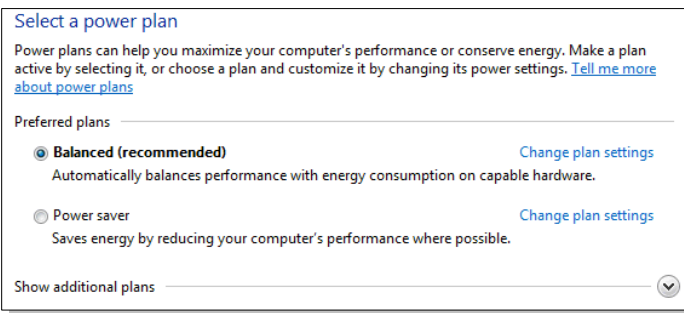 Select a power plan
Power plans can help you maximize your computer's performance or conserve energy. Make a plan
active by selecting it, or choose a plan and customize it by changing its power settings. Tell me more
about power plans
Preferred plans
Balanced (recommended) Change plan settings
Automatically balances performance with energy consumption on capable hardware.
Power saver Change plan settings
Saves energy by reducing your computer's performance where possible.
Show additional plans